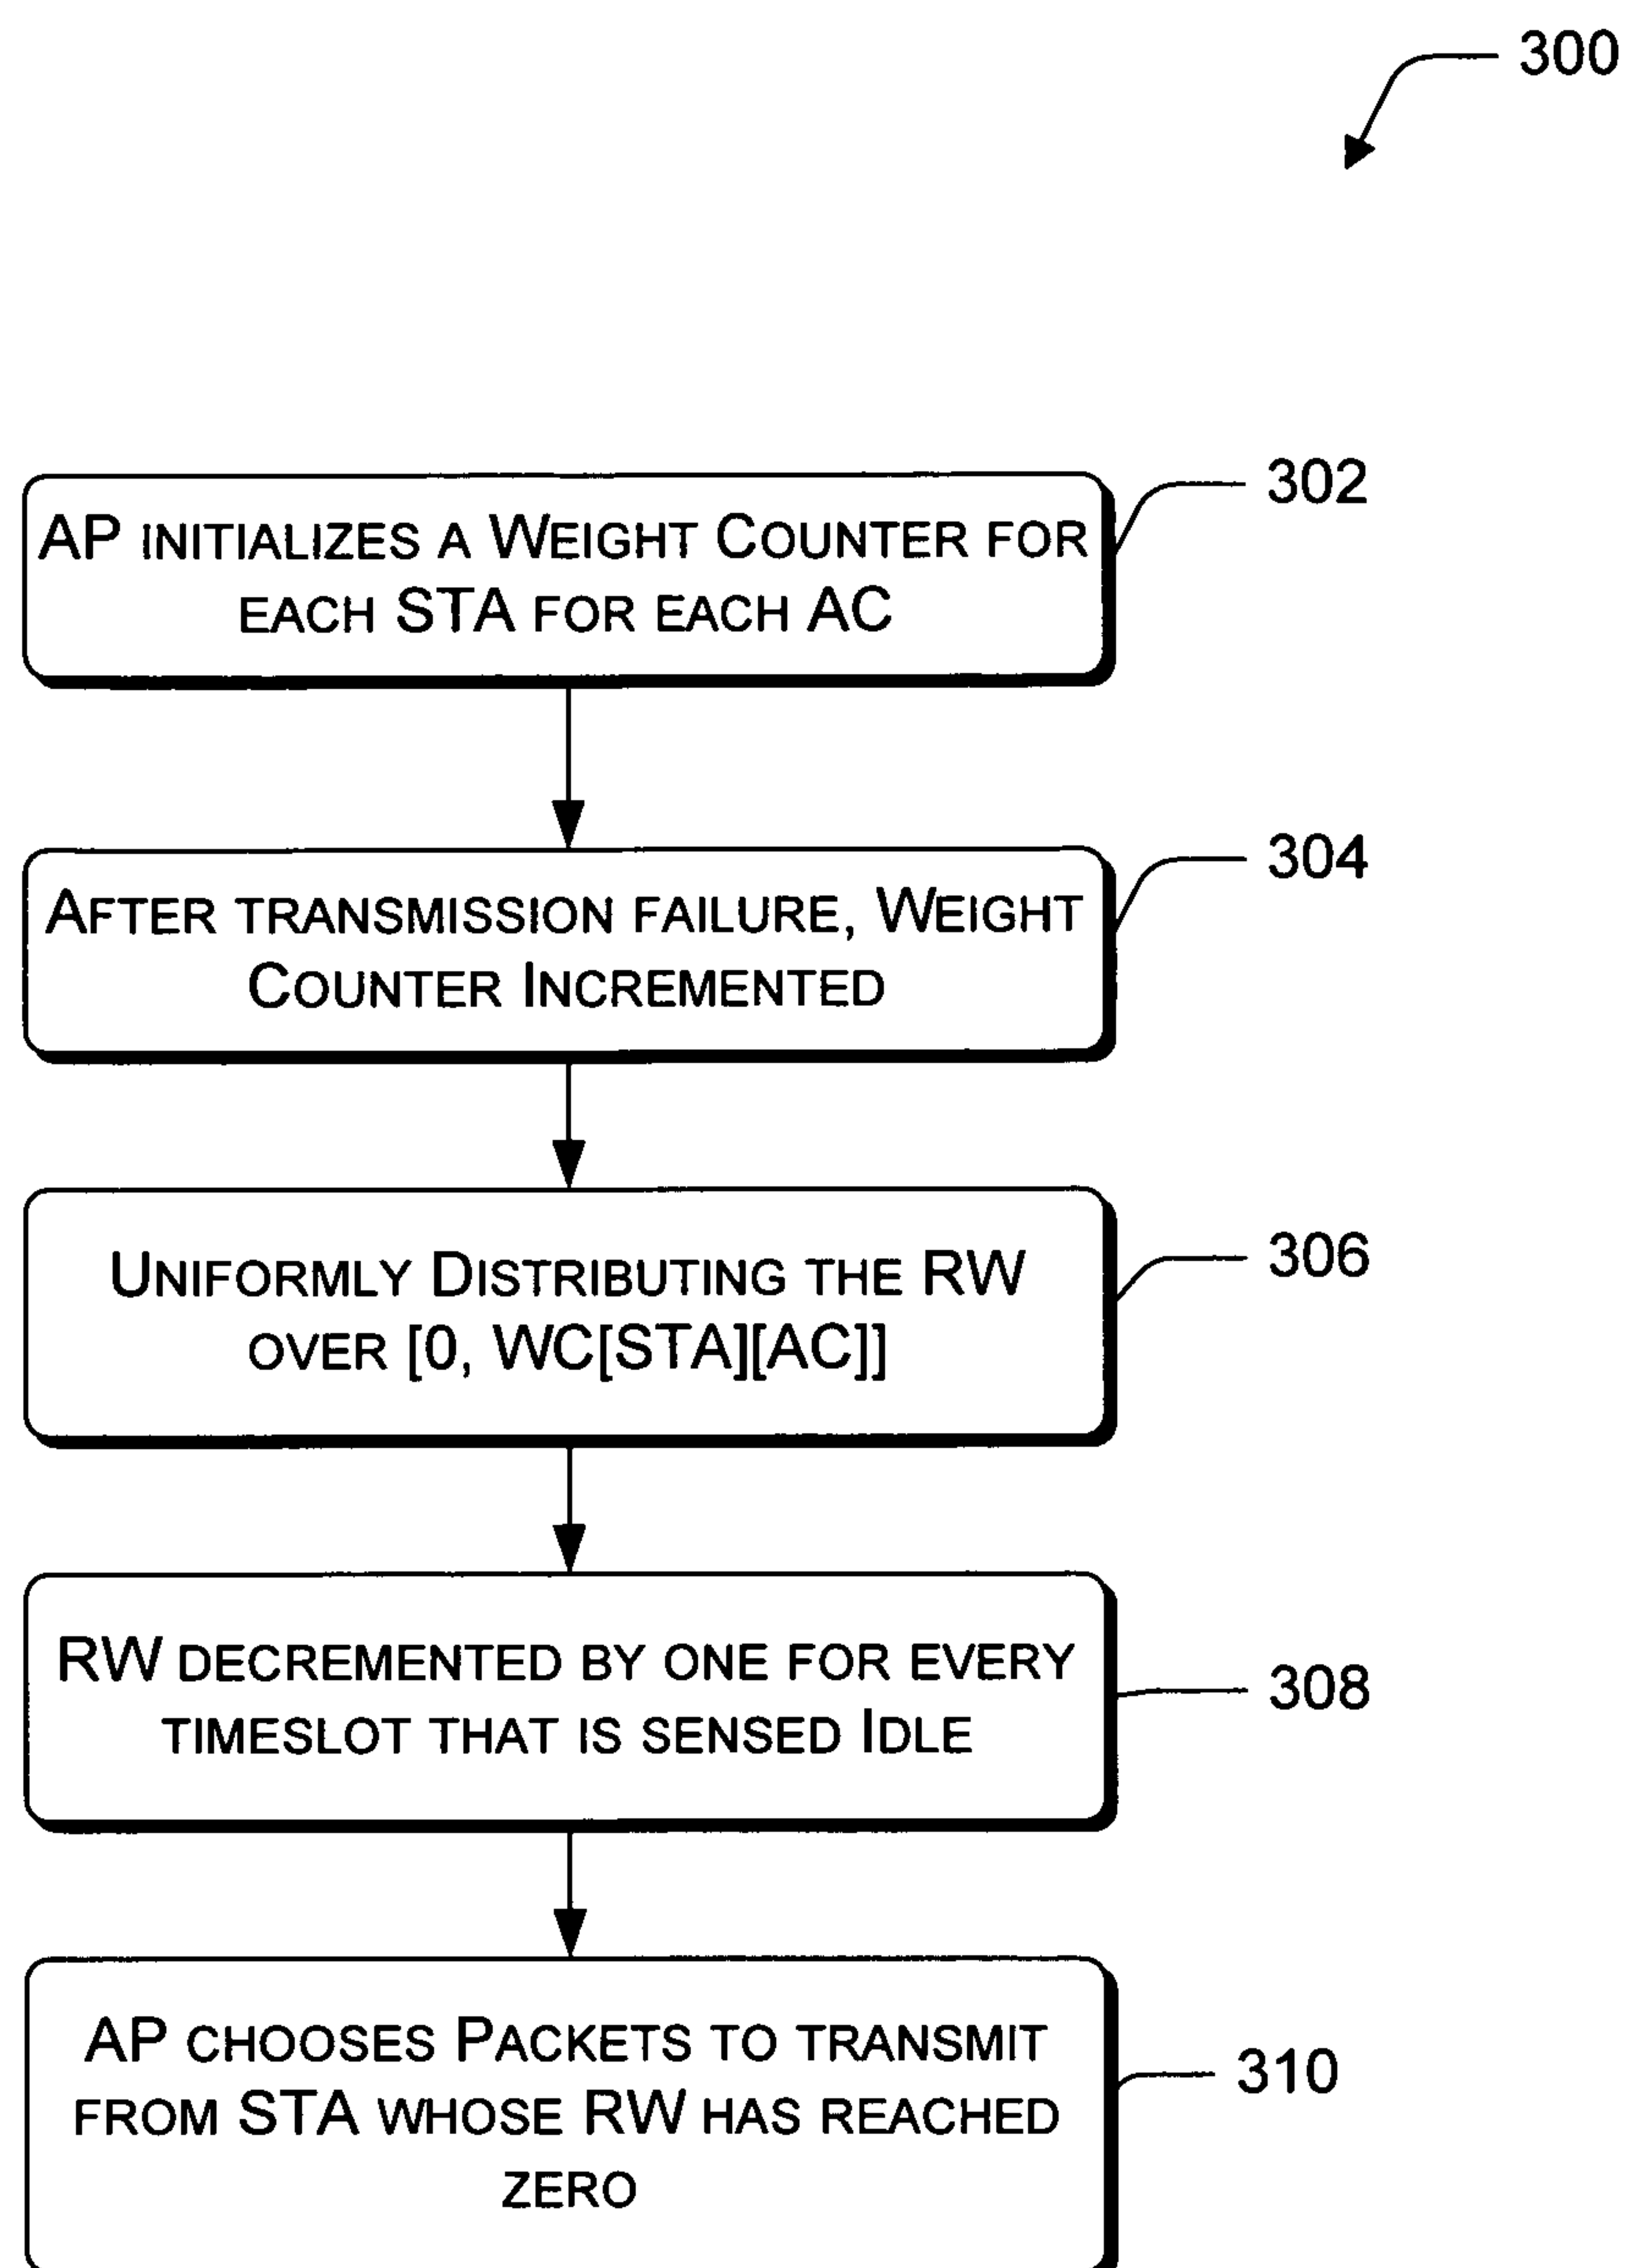 300
302
AP INITIALIZES A WEIGHT COUNTER FOR
EACH STA FOR EACH AC
304
AFTER TRANSMISSION FAILURE, WEIGHT
COUNTER INCREMENTED
306
UNIFORMLY DISTRIBUTING THE RW
OVER [0, WC[STA][AC]]
308
RW DECREMENTED BY ONE FOR EVERY
TIMESLOT THAT IS SENSED IDLE
310
AP CHOOSES PACKETS TO TRANSMIT
FROM STA WHOSE RW HAS REACHED
ZERO